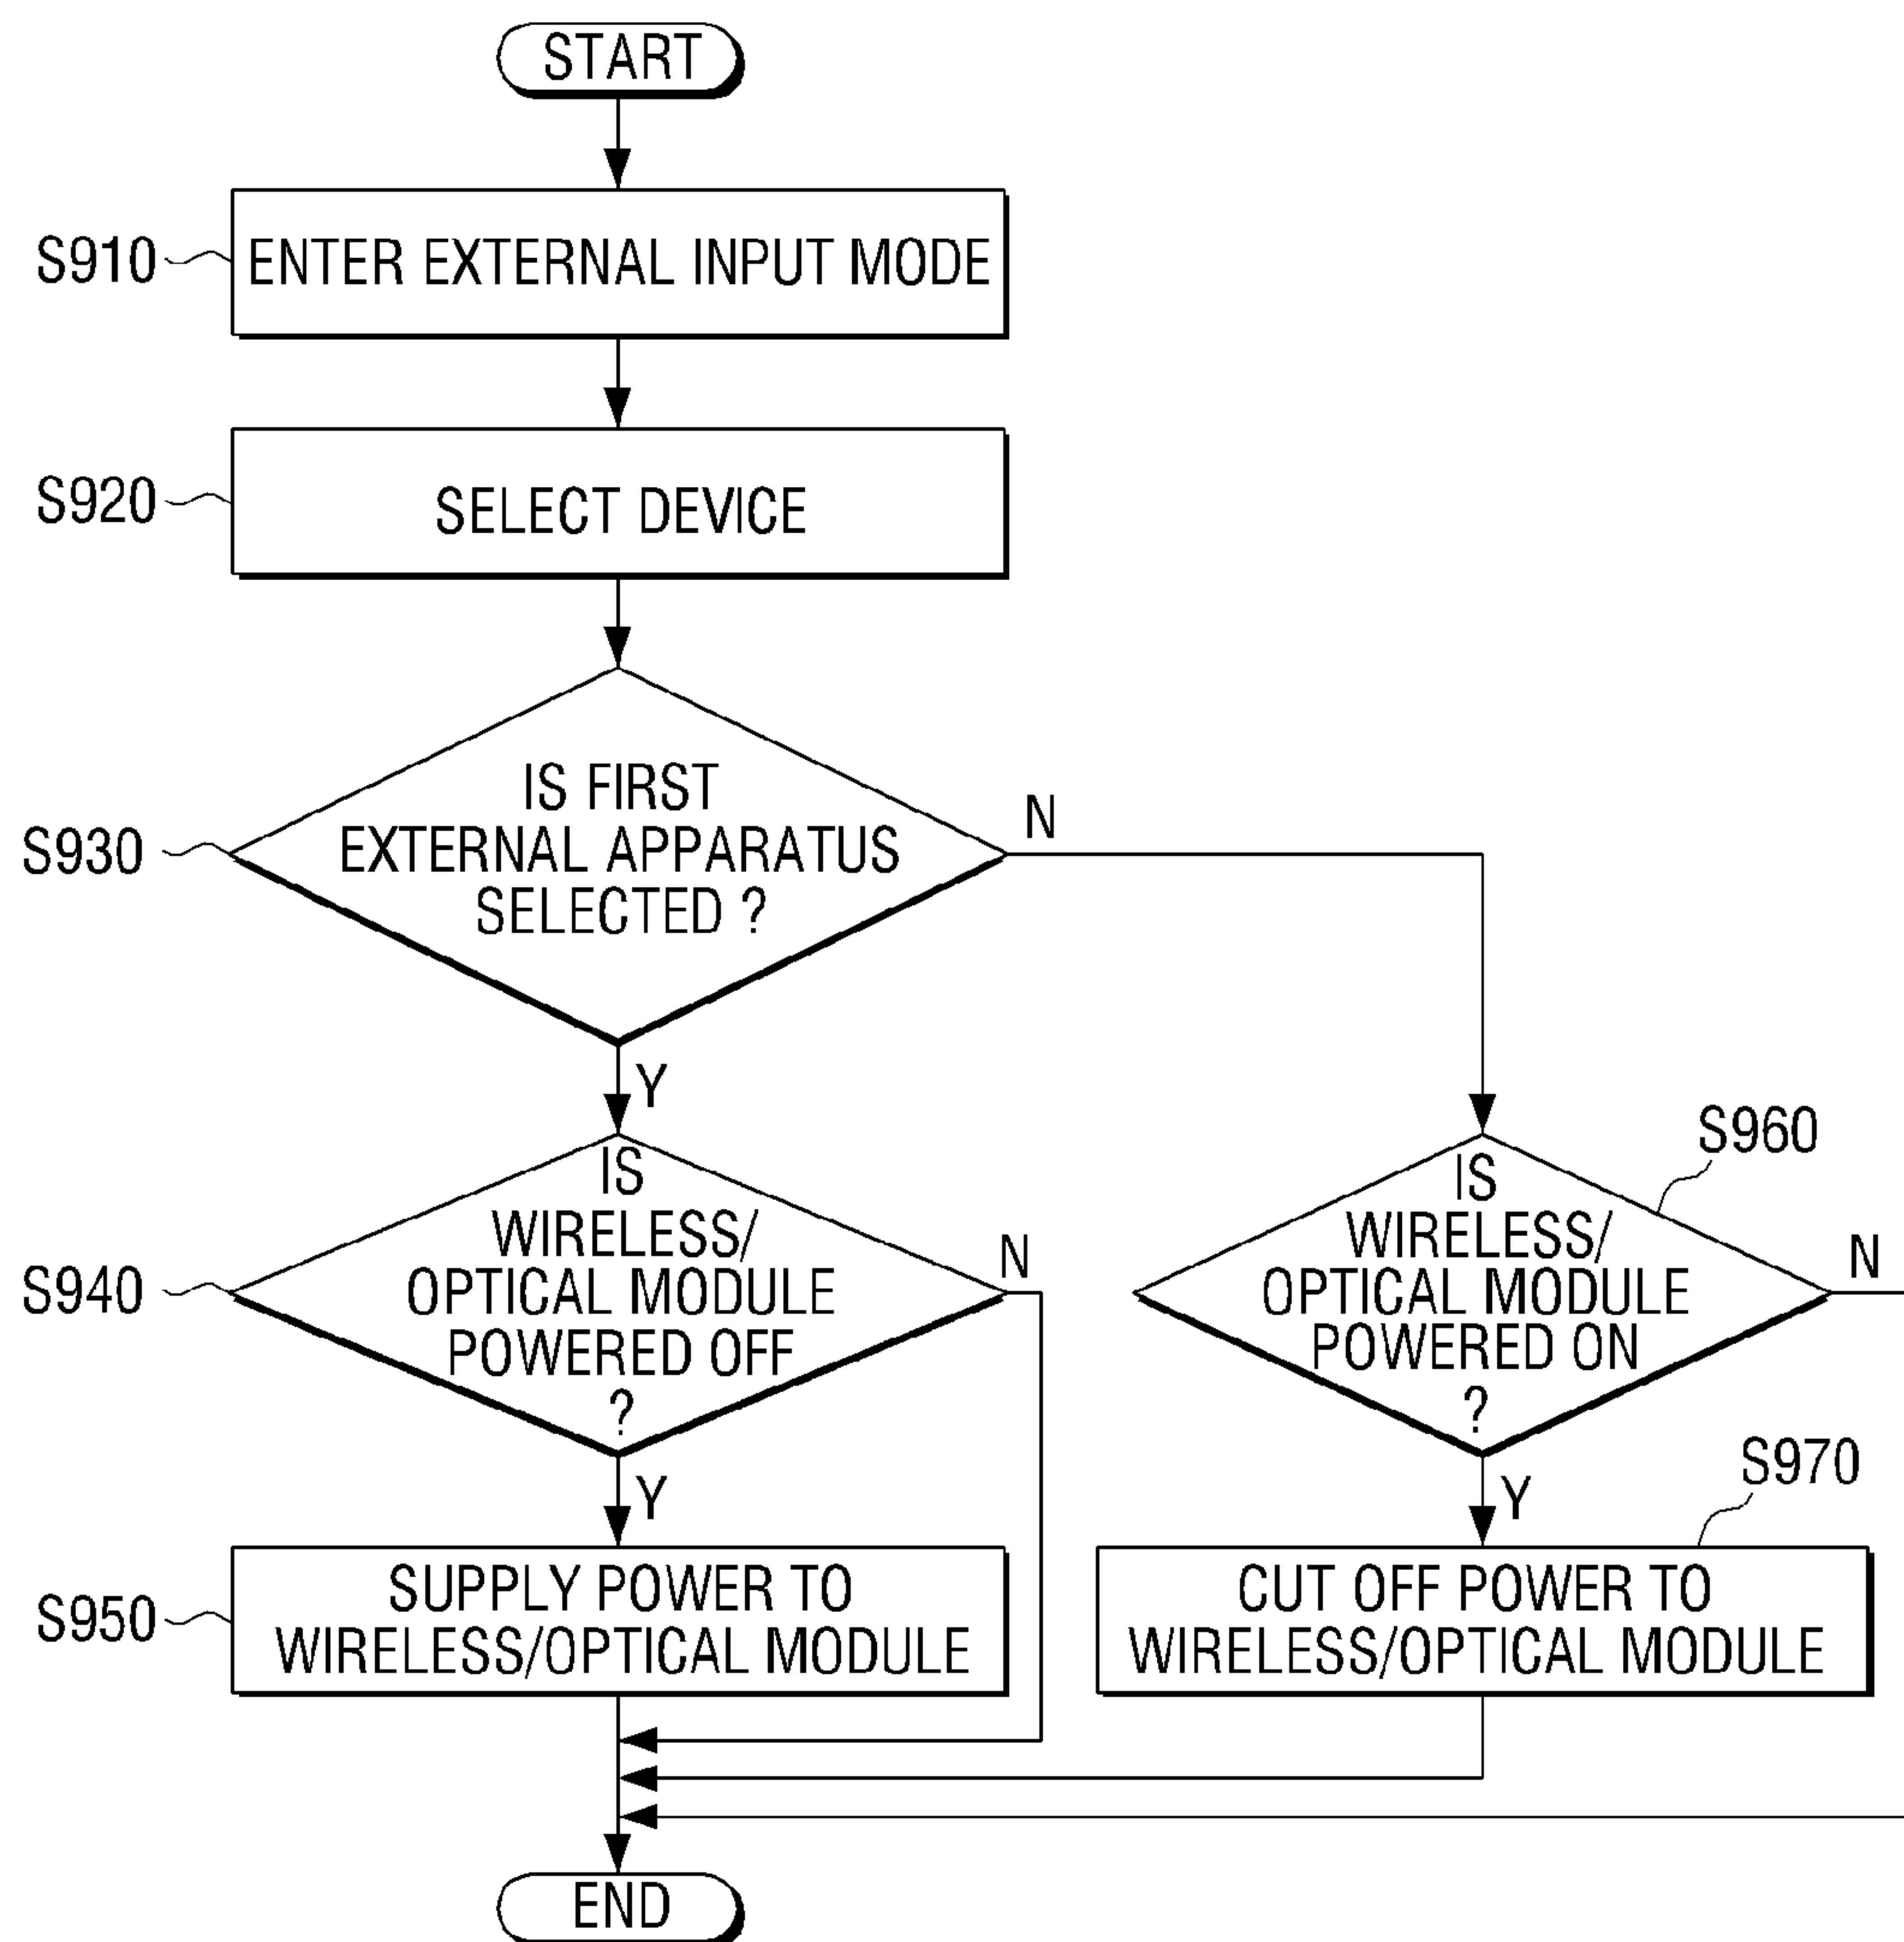 START
S910
ENTER EXTERNAL INPUT MODE
S920
SELECT DEVICE
S930
IS FIRST
EXTERNAL APPARATUS
SELECTED ?
N
Y
S940
IS
WIRELESS/
OPTICAL MODULE
POWERED OFF
?
N
Y
S960
IS
WIRELESS/
OPTICAL MODULE
POWERED ON
?
N
Y
S950
SUPPLY POWER TO
WIRELESS/OPTICAL MODULE
S970
CUT OFF POWER TO
WIRELESS/OPTICAL MODULE
END